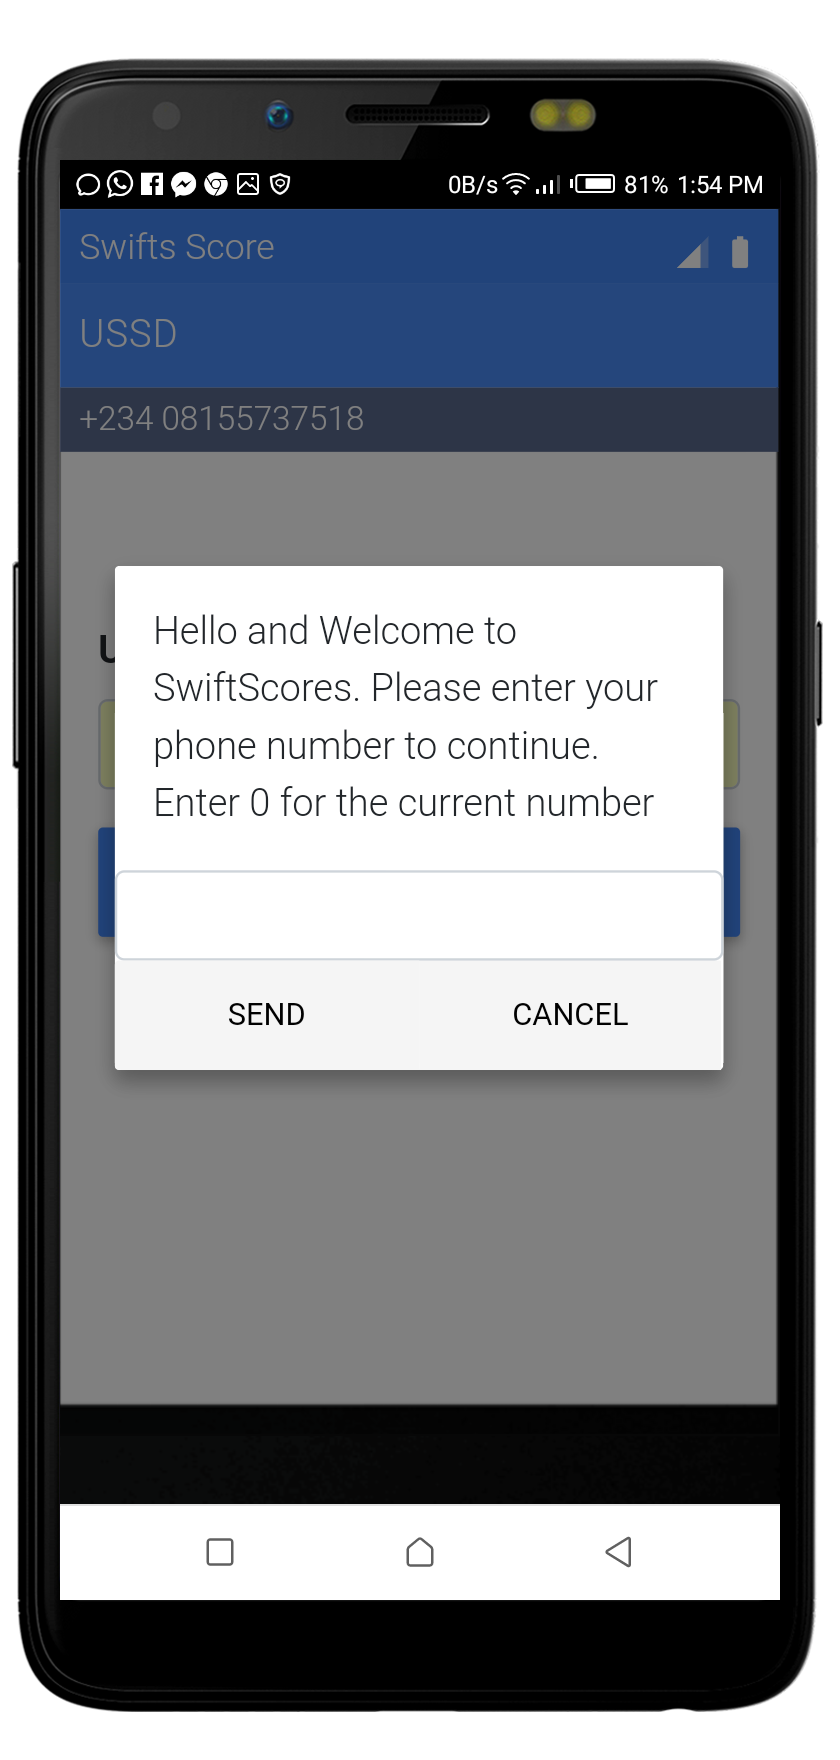 0B/s 81% 1:54 PM
Swifts Score
USSD
+234 08155737518
Hello and Welcome to
SwiftScores. Please enter your
phone number to continue.
Enter 0 for the current number
SEND CANCEL